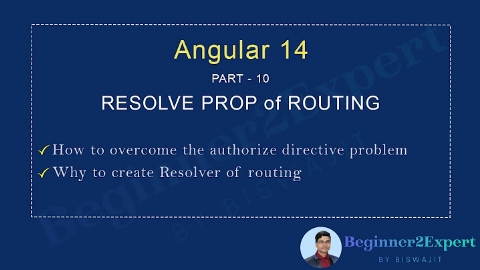 Angular 14
PART - 10
RESOLVE PROP of ROUTING
✓ How to overcome the authorize directive problem
✓ Why to create Resolver of routing
Beginner2Expert
BY BISWAJIT
Beginner2Expert
BY BISWAJIT